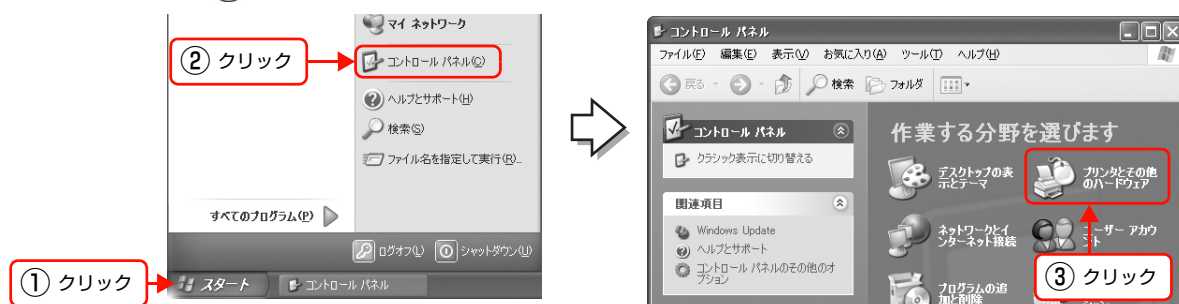 マイ ネットワーク
② クリック
コントロール パネル(C)
ヘルプとサポート(H)
検索(S)
ファイル名を指定して実行(R)...
すべてのプログラム(P)
ログオフ(L)
シャットダウン(U)
① クリック
スタート
コントロール パネル
コントロール パネル
ファイル(F) 編集(E) 表示(V) お気に入り(A) ツール(T) ヘルプ(H)
戻る
検索
フォルダ
コントロール パネル
クラシック表示に切り替える
関連項目
Windows Update
ヘルプとサポート
コントロール パネルのその他のオ
プション
作業する分野を選びます
デスクトップの表
示とテーマ
プリンタとその他
のハードウェア
ネットワークとイ
ンターネット接続
ユーザー アカウ
ント
プログラムの追
加と削除
③ クリック